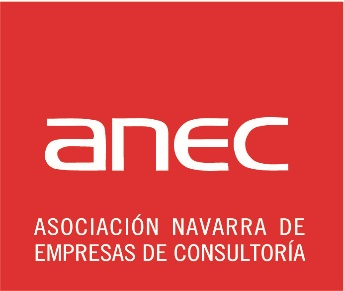 anec
ASOCIACIÓN NAVARRA DE
EMPRESAS DE CONSULTORÍA